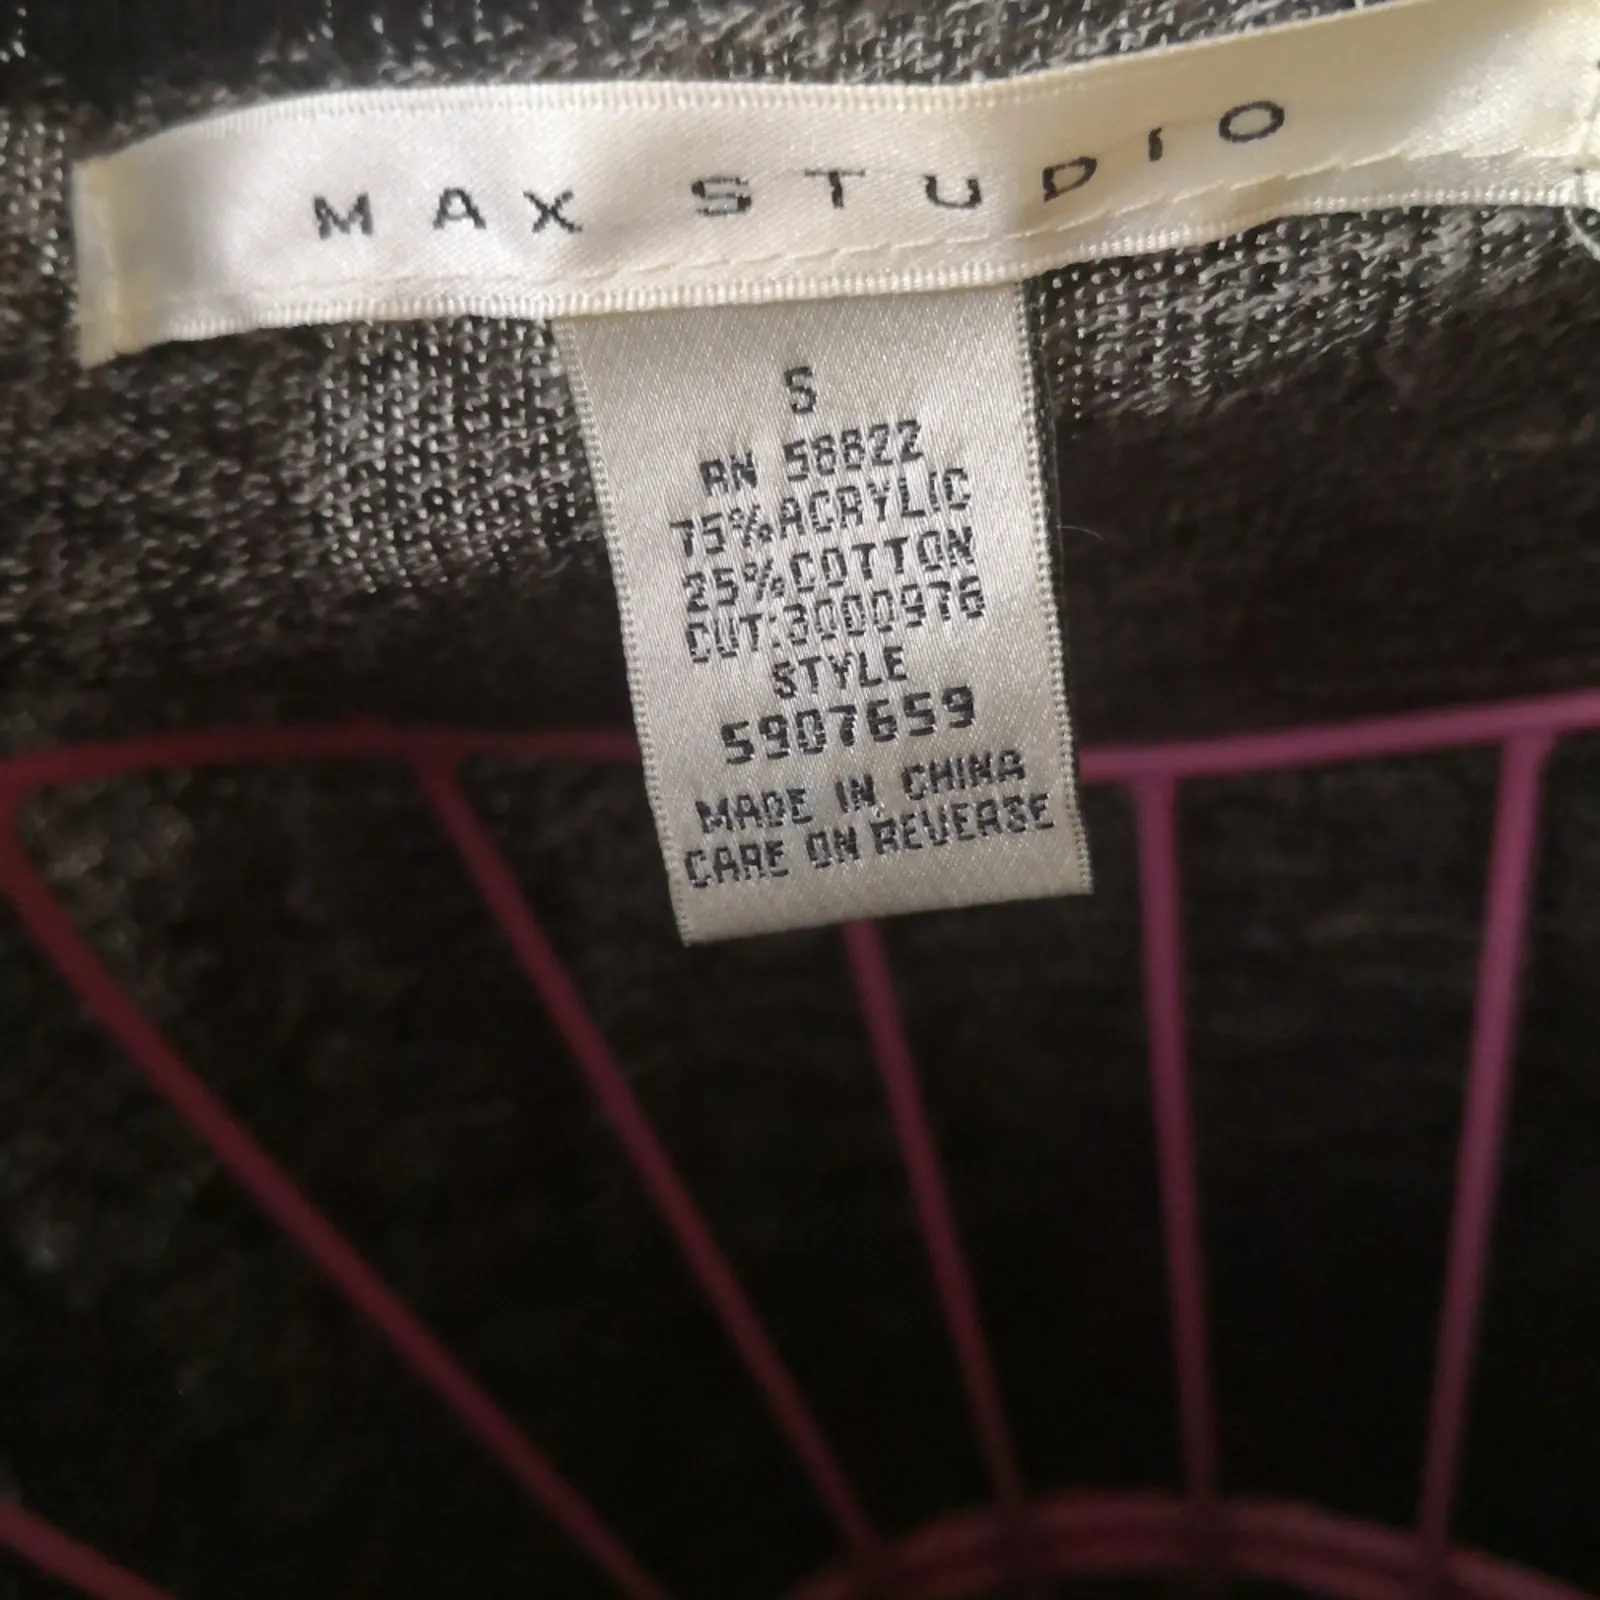 MAX STUDIO
S
RN 58822
75%ACRYLIC
25%COTTON
CUT:3000976
STYLE
5907659
MADE IN CHINA
CARE ON REVERSE